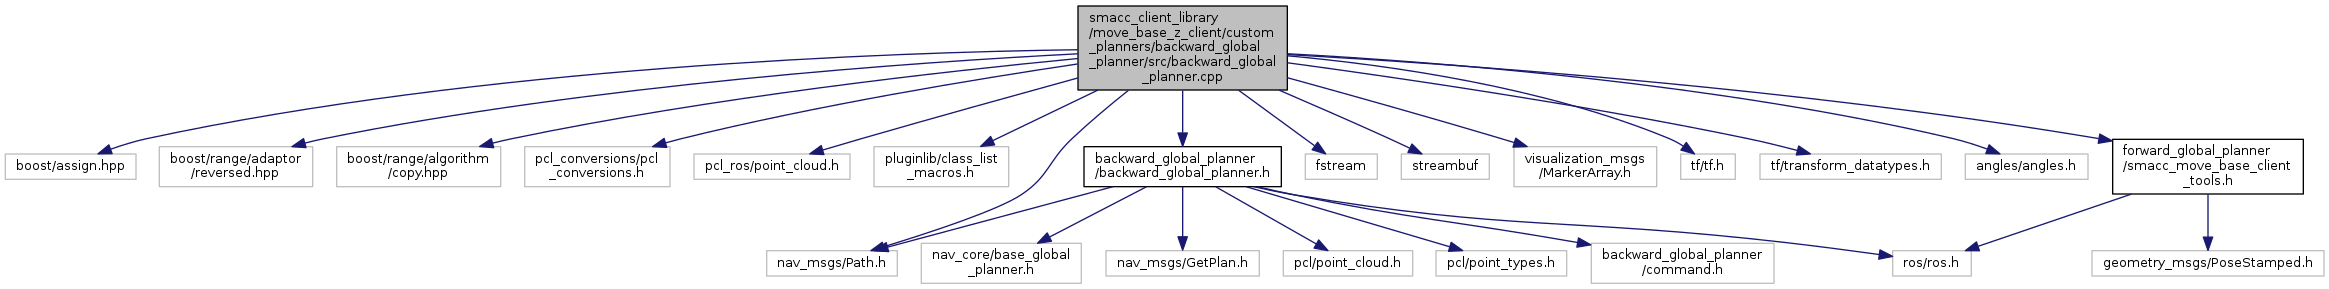 smacc_client_library
/move_base_z_client/custom
_planners/backward_global
_planner/src/backward_global
_planner.cpp
boost/assign.hpp
boost/range/adaptor
/reversed.hpp
boost/range/algorithm
/copy.hpp
pcl_conversions/pcl
_conversions.h
pcl_ros/point_cloud.h
pluginlib/class_list
_macros.h
backward_global_planner
/backward_global_planner.h
fstream
streambuf
visualization_msgs
/MarkerArray.h
tf/tf.h
tf/transform_datatypes.h
angles/angles.h
forward_global_planner
/smacc_move_base_client
_tools.h
nav_msgs/Path.h
nav_core/base_global
_planner.h
nav_msgs/GetPlan.h
pcl/point_cloud.h
pcl/point_types.h
backward_global_planner
/command.h
ros/ros.h
geometry_msgs/PoseStamped.h